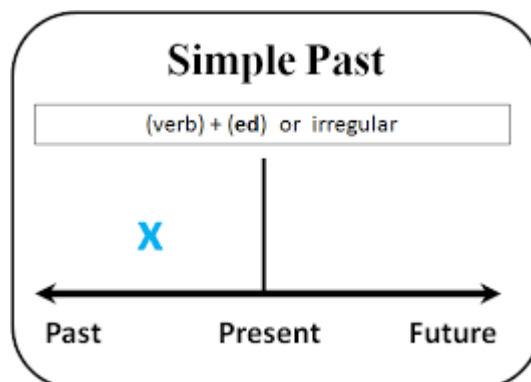 Simple Past
(verb) + (ed) or irregular
X
Past Present Future